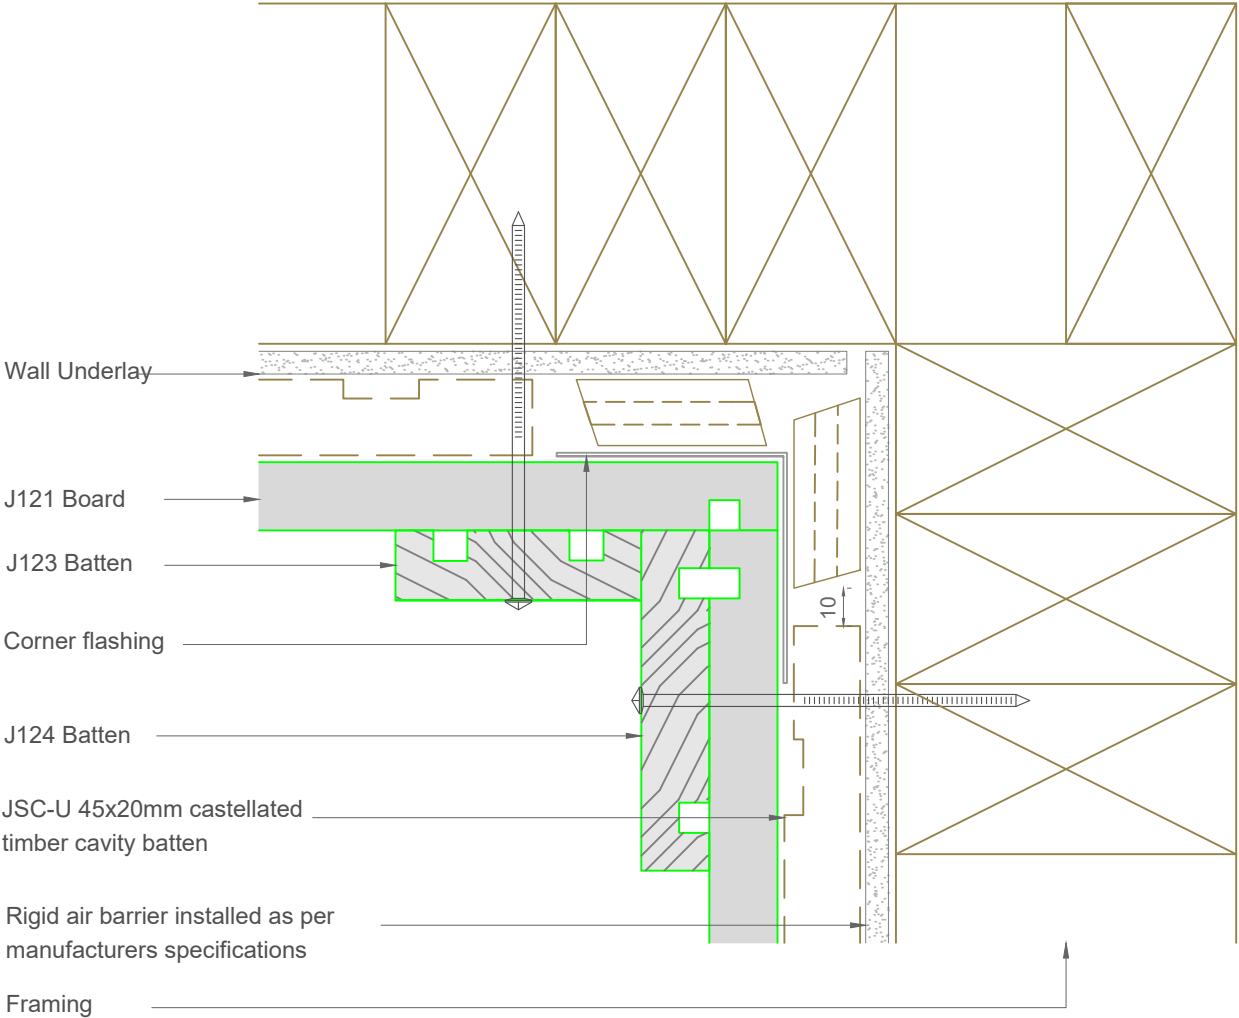 Wall Underlay
J121 Board
J123 Batten
10
Corner flashing
J124 Batten
JSC-U 45x20mm castellated
timber cavity batten
Rigid air barrier installed as per
manufacturers specifications
Framing